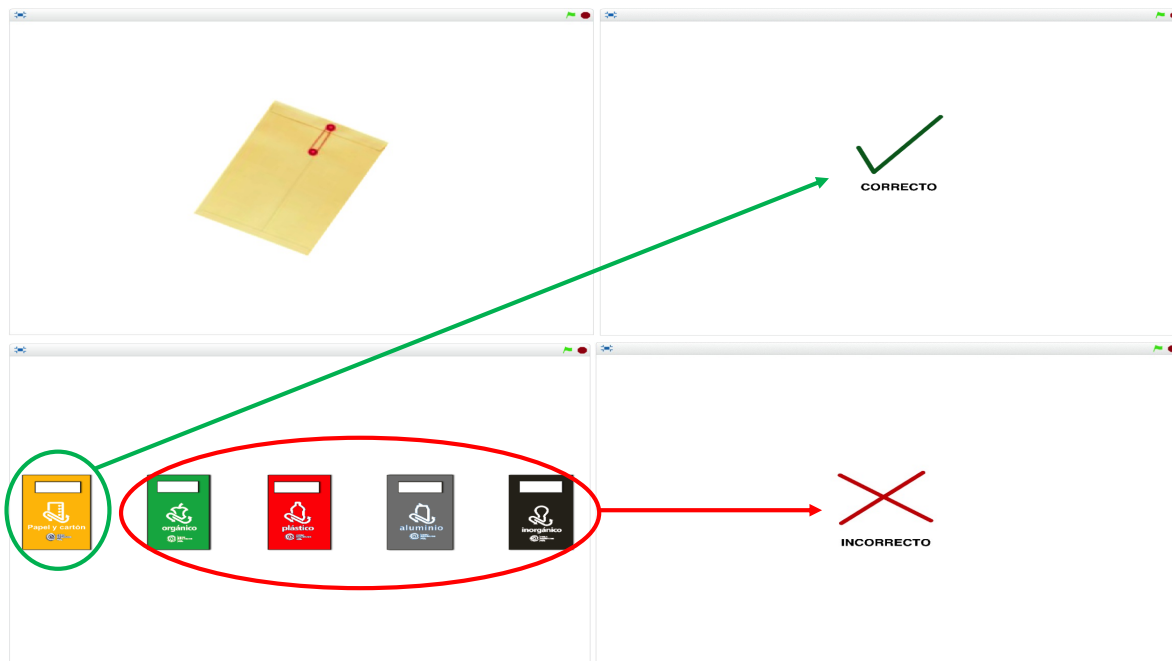 CORRECTO
Papel y cartón
orgánico
plástico
aluminio
inorgánico
INCORRECTO